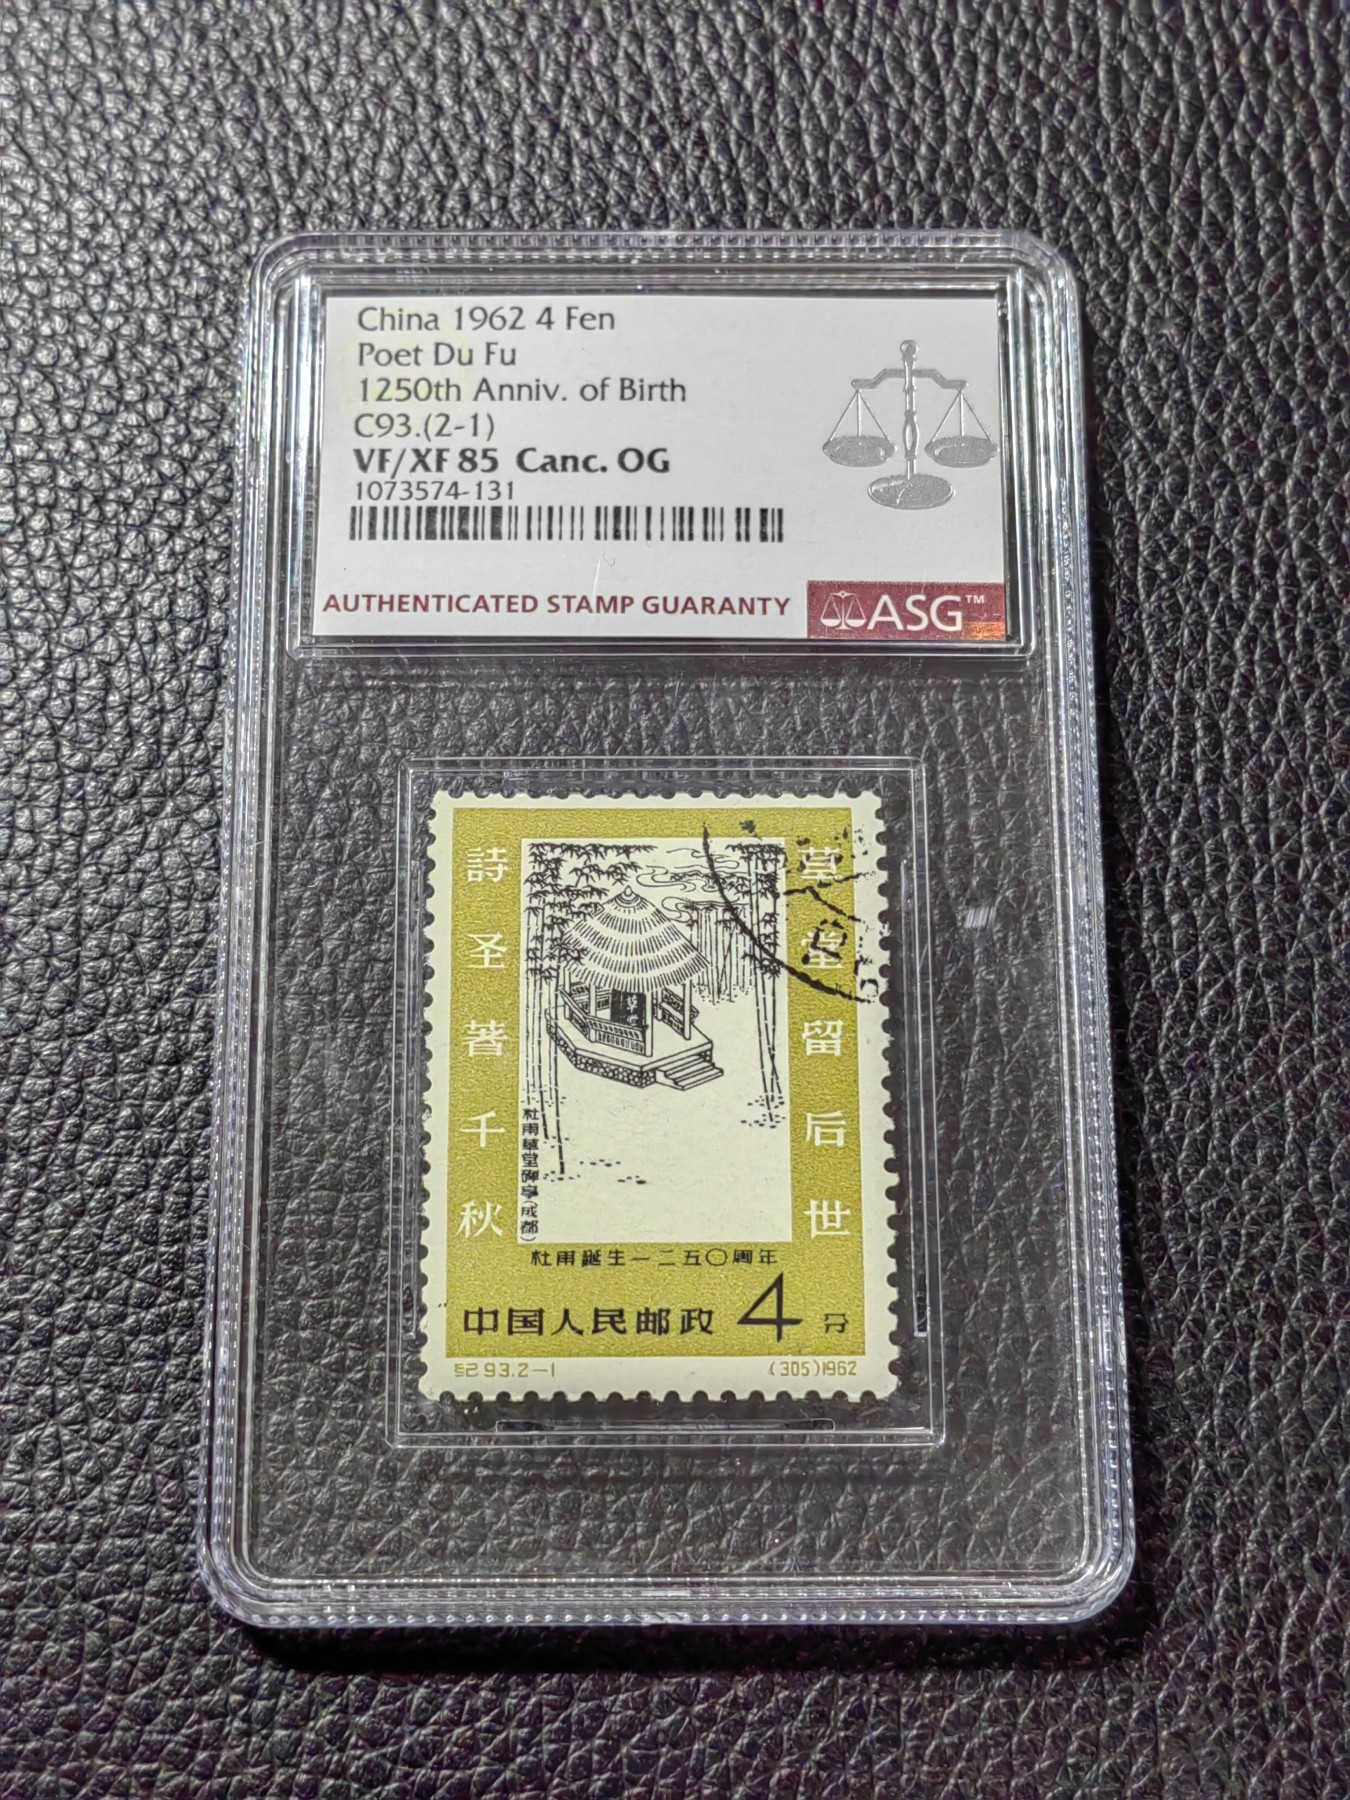 China 1962 4 Fen
Poet Du Fu
1250th Anniv. of Birth
C93.(2-1)
VF/XF 85 Canc. OG
1073574-131
AUTHENTICATED STAMP GUARANTY
ASG™
草堂留后世
詩圣著千秋
杜甫草堂碑亭(成都)
杜甫誕生一二五〇周年
中国人民邮政 4 分
纪93.2-1
(305)1962